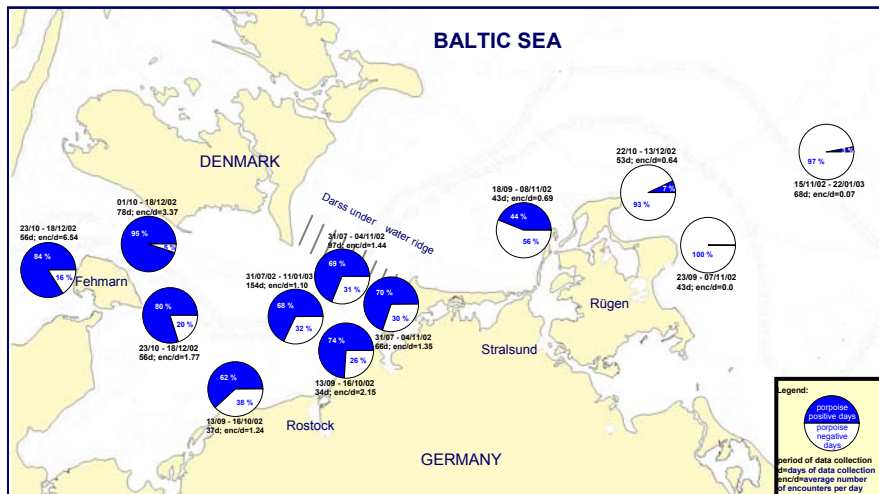 BALTIC SEA
DENMARK
22/10 - 13/12/02
53d; enc/d=0.64
7 %
93 %
3 %
97 %
15/11/02 - 22/01/03
68d; enc/d=0.07
18/09 - 08/11/02
43d; enc/d=0.69
44 %
56 %
01/10 - 18/12/02
78d; enc/d=3.37
95 %
5 %
Darss under water ridge
23/10 - 18/12/02
56d; enc/d=6.54
84 %
16 %
Fehmarn
31/07 - 04/11/02
97d; enc/d=1.44
69 %
31 %
100 %
23/09 - 07/11/02
43d; enc/d=0.0
31/07/02 - 11/01/03
154d; enc/d=1.10
68 %
32 %
70 %
30 %
31/07 - 04/11/02
66d; enc/d=1.35
80 %
20 %
23/10 - 18/12/02
56d; enc/d=1.77
Rügen
Stralsund
74 %
26 %
13/09 - 16/10/02
34d; enc/d=2.15
62 %
38 %
13/09 - 16/10/02
37d; enc/d=1.24
Rostock
GERMANY
Legend:
porpoise
positive days
porpoise
negative
days
period of data collection
d=days of data collection
enc/d=average number
of encounters per day